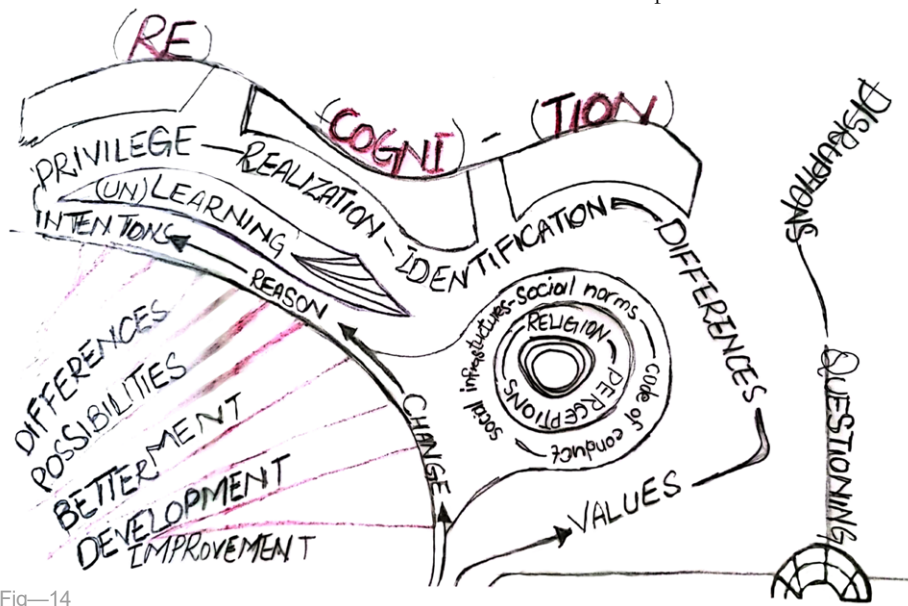 (RE)
(COGNI) - (TION)
PRIVILEGE — REALIZATION - IDENTIFICATION — DIFFERENCES
(UN)LEARNING
INTENTIONS
REASON
CHANGE
social infrastuctures - social norms — code of conduct
RELIGION — PERCEPTIONS
VALUES
DISRUPTIONS
QUESTIONING
DIFFERENCES
POSSIBILITIES
BETTERMENT
DEVELOPMENT
IMPROVEMENT
Fig—14